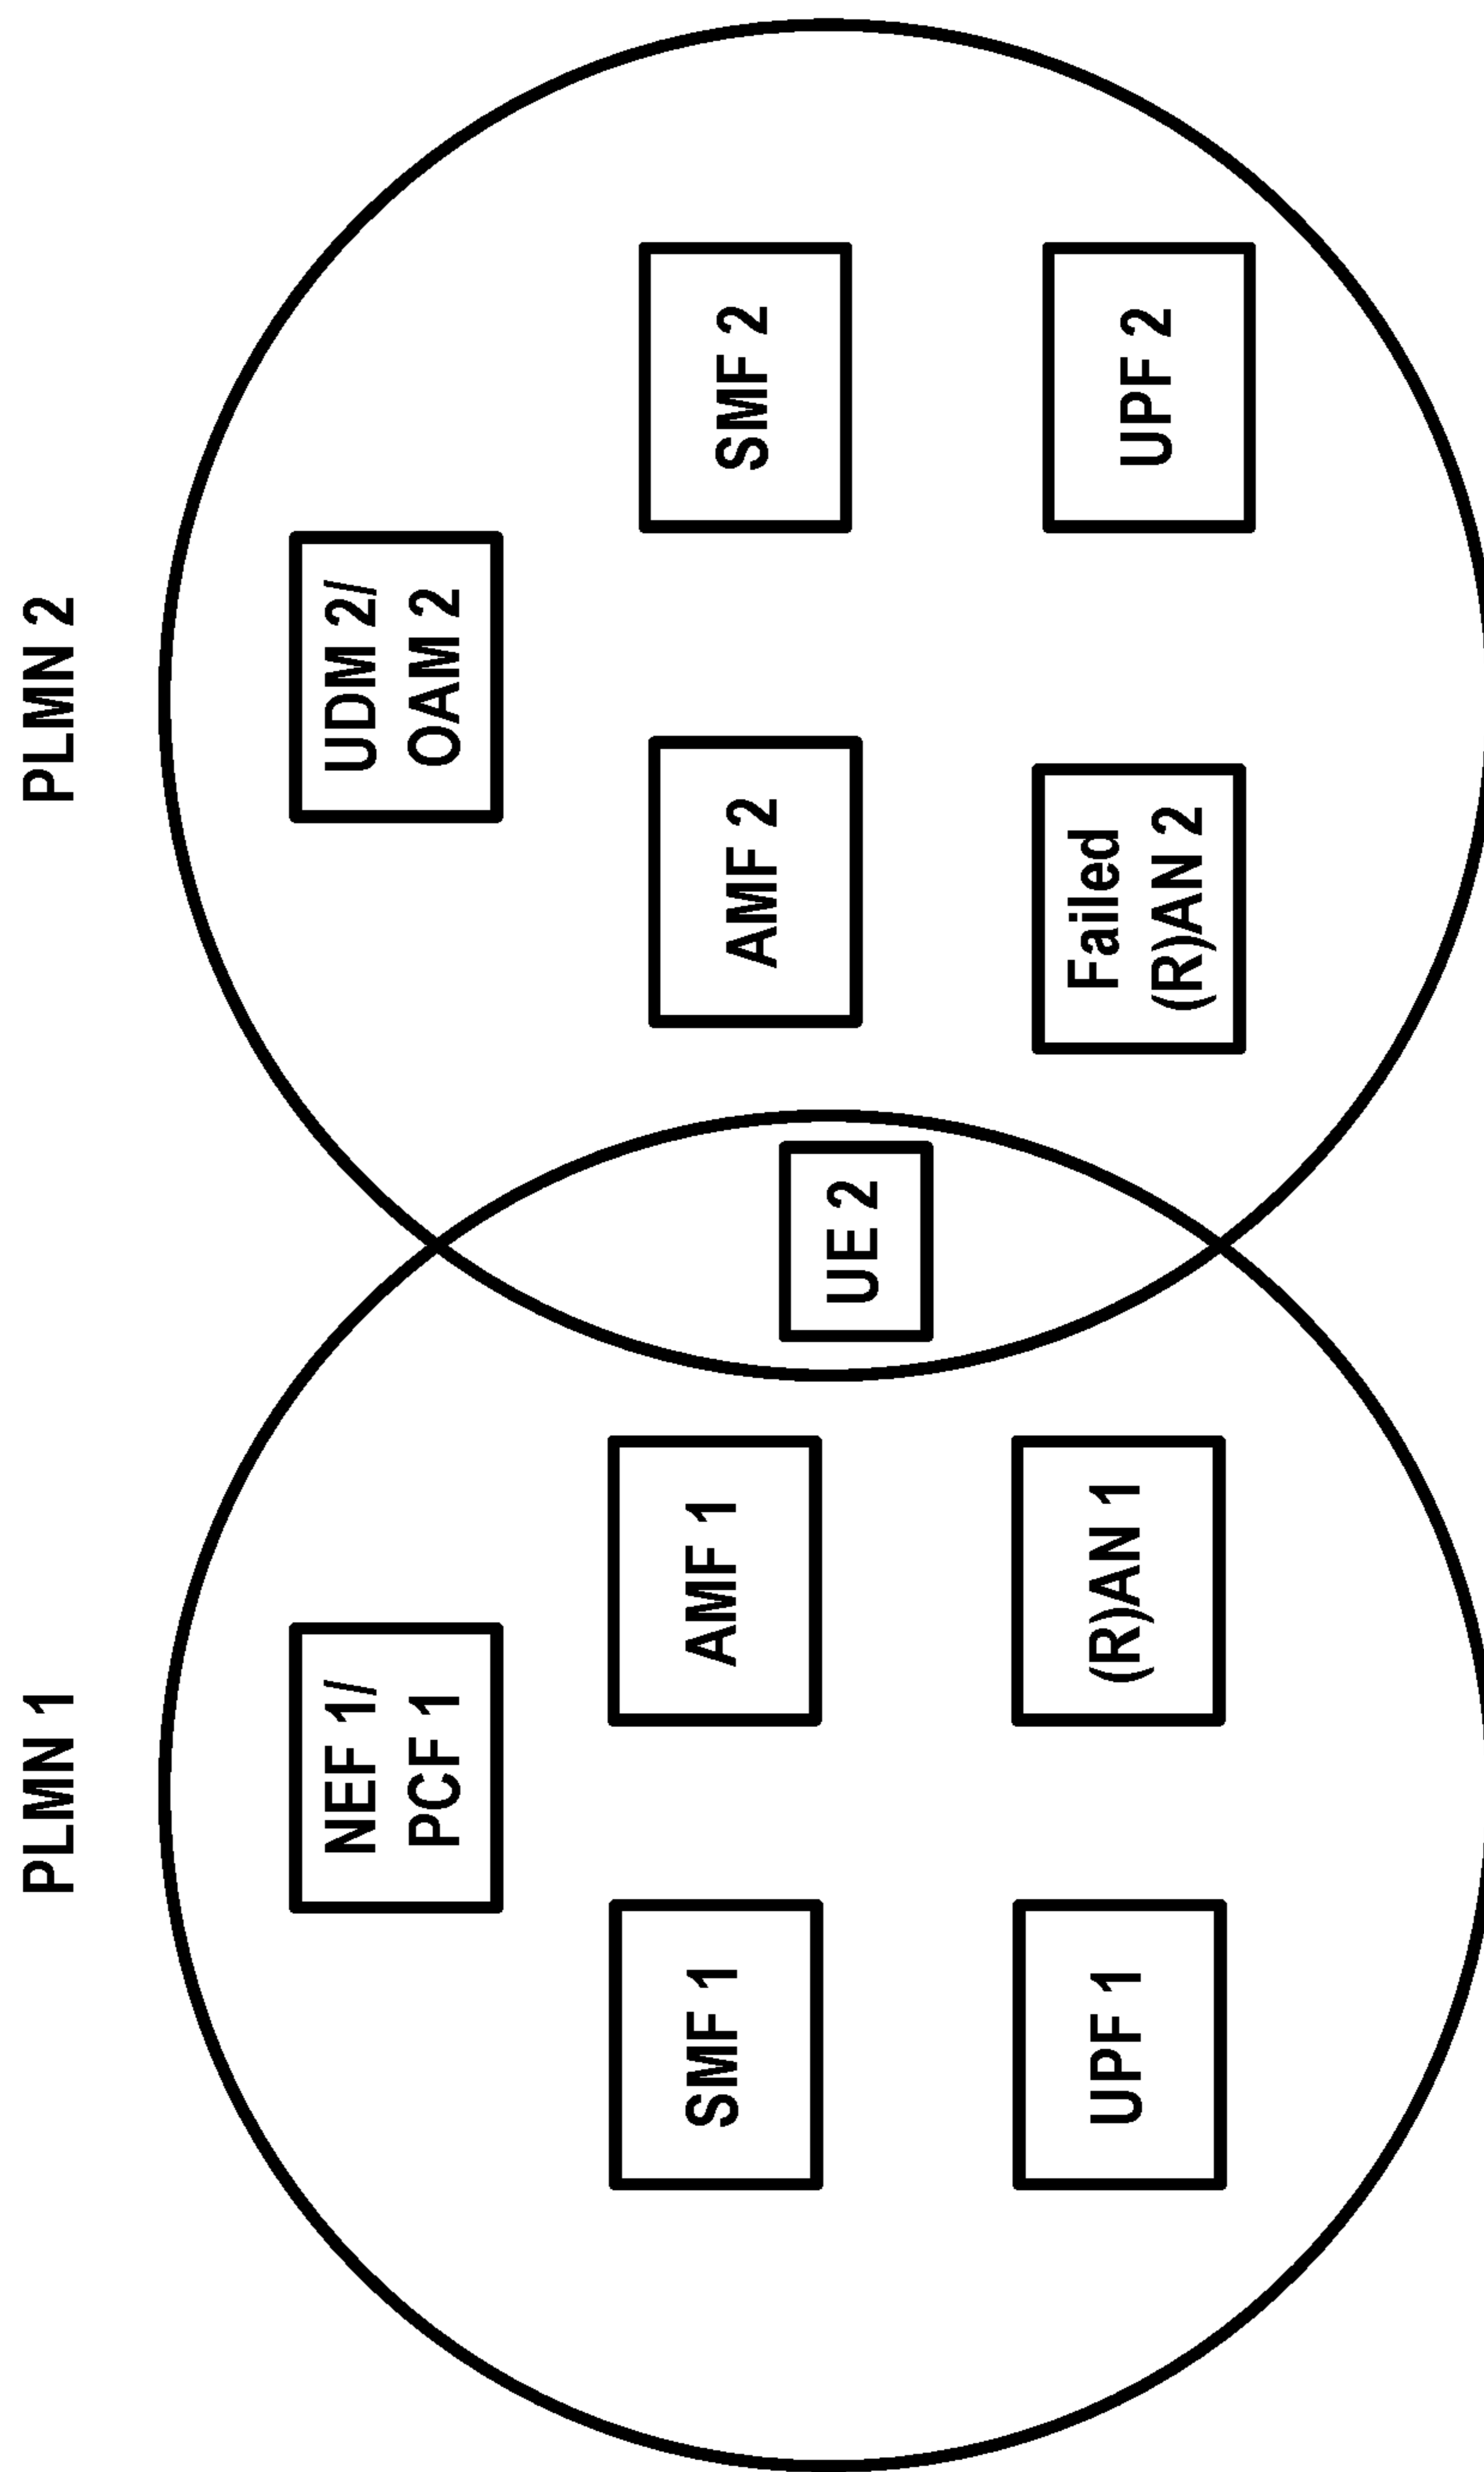 PLMN 1
PLMN 2
NEF 1/
PCF 1
UDM 2/
OAM 2
SMF 1
AMF 1
UE 2
AMF 2
SMF 2
UPF 1
(R)AN 1
Failed
(R)AN 2
UPF 2